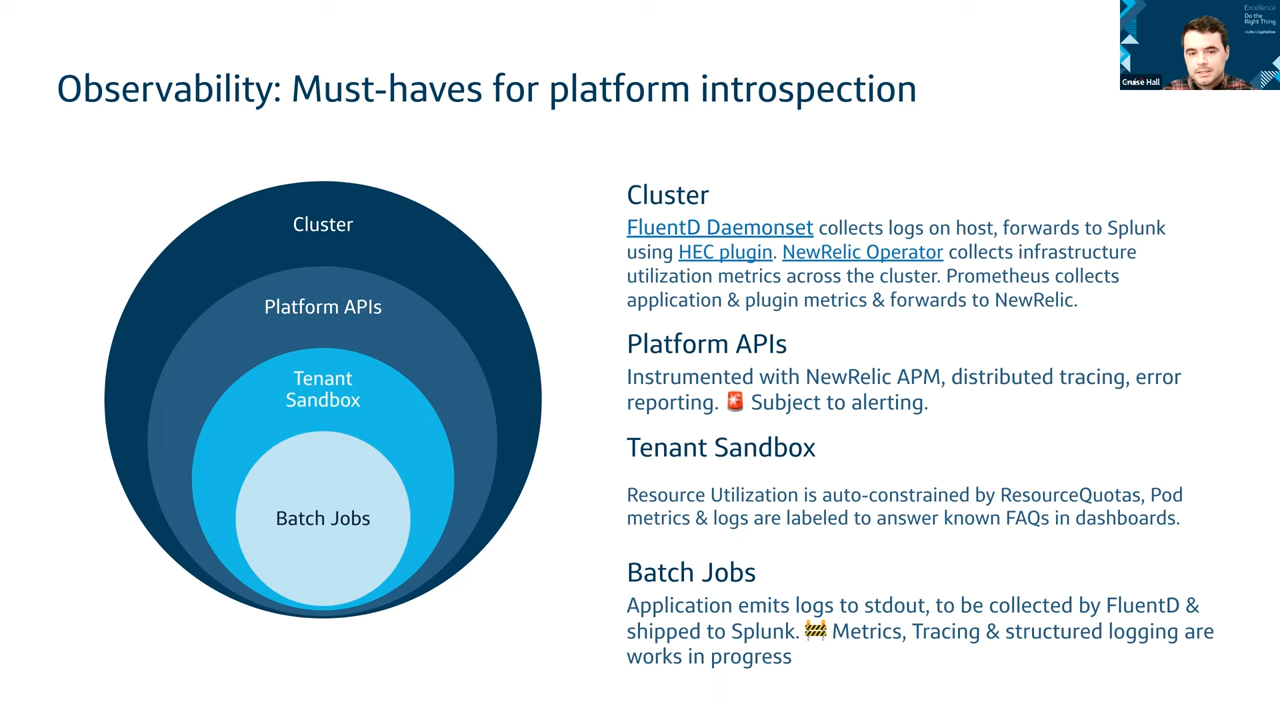 Excellence
Do the
Right Thing
Cruise Hall
Observability: Must-haves for platform introspection
Cluster
Platform APIs
Tenant
Sandbox
Batch Jobs
Cluster
FluentD Daemonset collects logs on host, forwards to Splunk
using HEC plugin. NewRelic Operator collects infrastructure
utilization metrics across the cluster. Prometheus collects
application & plugin metrics & forwards to NewRelic.
Platform APIs
Instrumented with NewRelic APM, distributed tracing, error
reporting. 🚨 Subject to alerting.
Tenant Sandbox
Resource Utilization is auto-constrained by ResourceQuotas, Pod
metrics & logs are labeled to answer known FAQs in dashboards.
Batch Jobs
Application emits logs to stdout, to be collected by FluentD &
shipped to Splunk. 🚧 Metrics, Tracing & structured logging are
works in progress